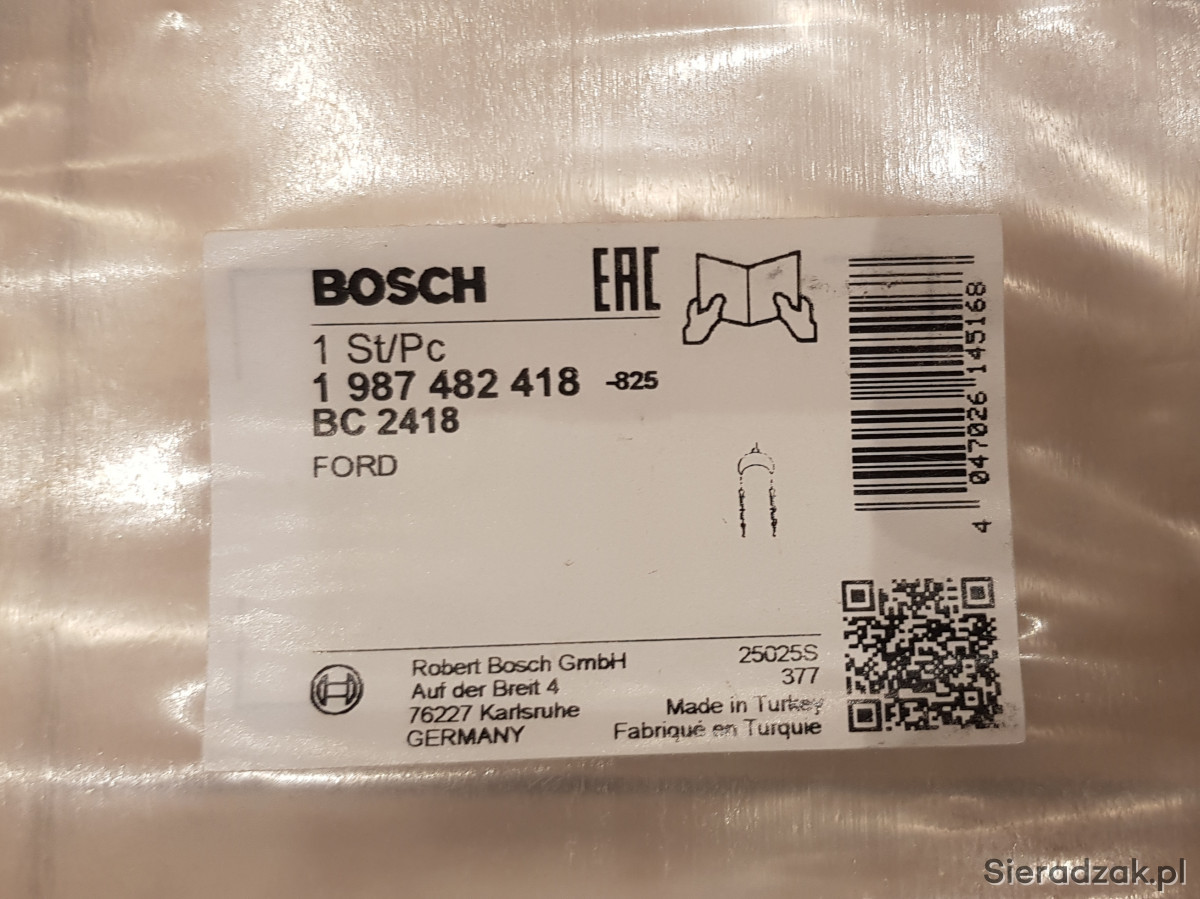 BOSCH
EAC
1 St/Pc
1 987 482 418 -825
BC 2418
FORD
4 047026 145168
Robert Bosch GmbH
Auf der Breit 4
76227 Karlsruhe
GERMANY
25025S
377
Made in Turkey
Fabriqué en Turquie
Sieradzak.pl